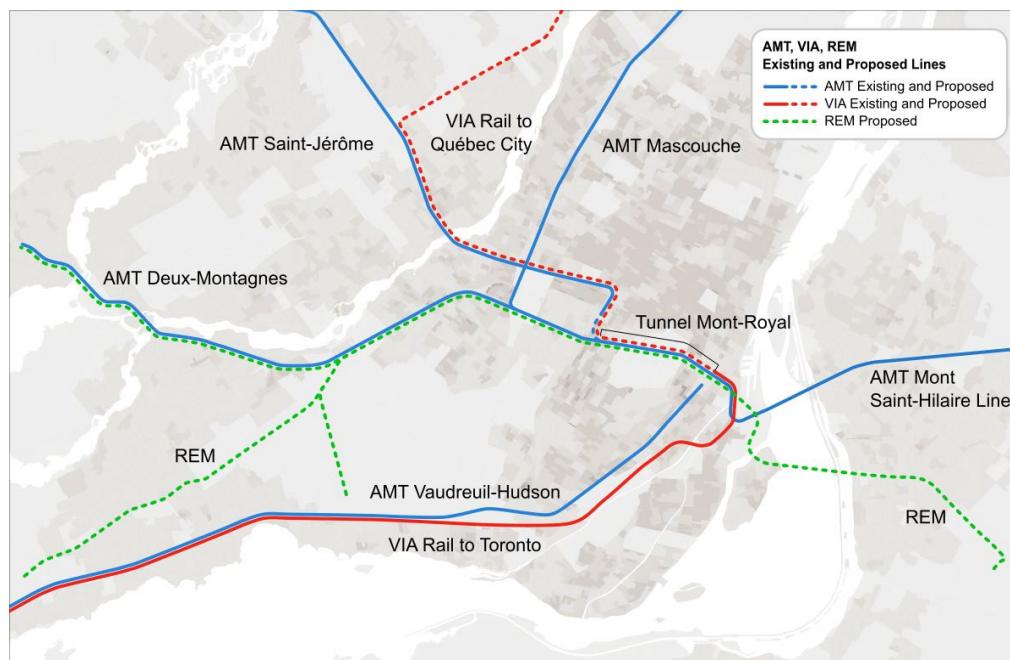 AMT, VIA, REM
Existing and Proposed Lines
AMT Existing and Proposed
VIA Existing and Proposed
REM Proposed
AMT Saint-Jérôme
VIA Rail to
Québec City
AMT Mascouche
AMT Deux-Montagnes
Tunnel Mont-Royal
AMT Mont
Saint-Hilaire Line
REM
AMT Vaudreuil-Hudson
VIA Rail to Toronto
REM